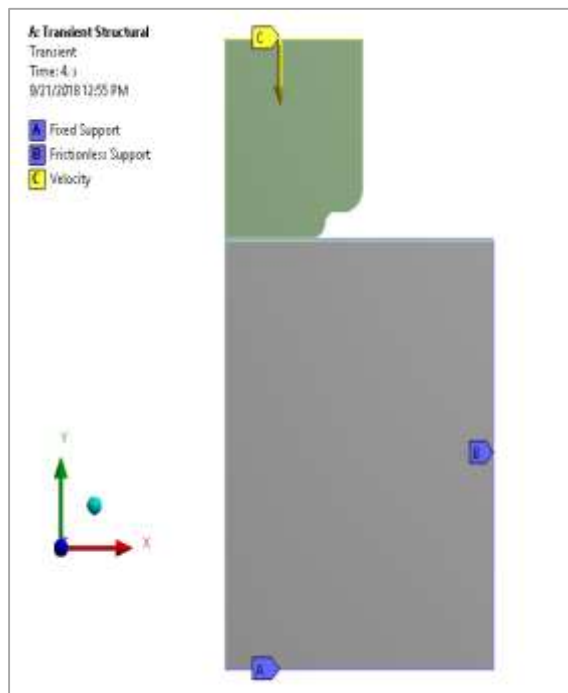 A: Transient Structural
Transient
Time: 4. s
9/21/2018 12:55 PM
A Fixed Support
B Frictionless Support
C Velocity
C
B
Y
X
A